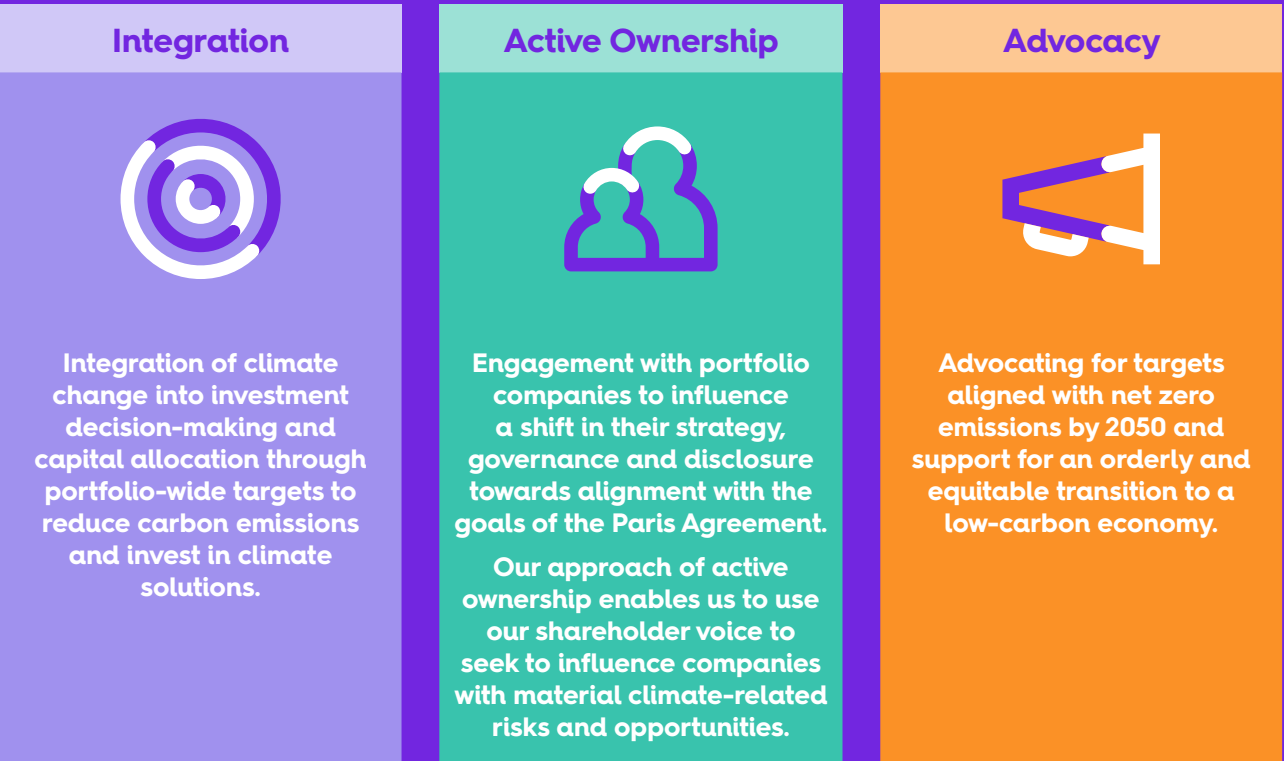 Integration
Integration of climate
change into investment
decision-making and
capital allocation through
portfolio-wide targets to
reduce carbon emissions
and invest in climate
solutions.
Active Ownership
Engagement with portfolio
companies to influence
a shift in their strategy,
governance and disclosure
towards alignment with the
goals of the Paris Agreement.
Our approach of active
ownership enables us to use
our shareholder voice to
seek to influence companies
with material climate-related
risks and opportunities.
Advocacy
Advocating for targets
aligned with net zero
emissions by 2050 and
support for an orderly and
equitable transition to a
low-carbon economy.